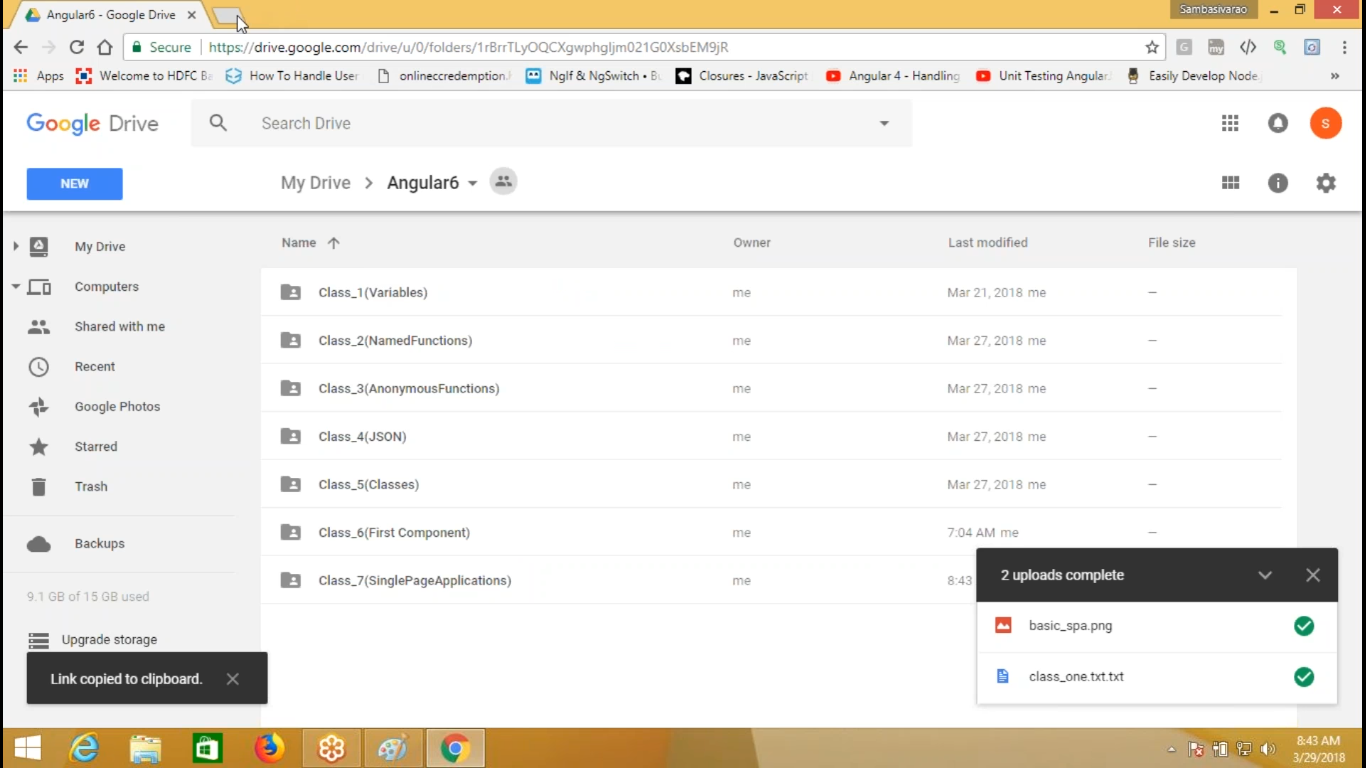 Angular6 - Google Drive
Sambasivarao
Secure https://drive.google.com/drive/u/0/folders/1rBrrTLyOQCXgwphgIjm021G0XsbEM9jR
Apps Welcome to HDFC Ba How To Handle User onlineccredemption. NgIf & NgSwitch • Bu Closures - JavaScript Angular 4 - Handling Unit Testing Angular. Easily Develop Node. »
Google Drive
Search Drive
S
NEW
My Drive > Angular6
My Drive
Computers
Shared with me
Recent
Google Photos
Starred
Trash
Backups
9.1 GB of 15 GB used
Upgrade storage
Name Owner Last modified File size
Class_1(Variables) me Mar 21, 2018 me –
Class_2(NamedFunctions) me Mar 27, 2018 me –
Class_3(AnonymousFunctions) me Mar 27, 2018 me –
Class_4(JSON) me Mar 27, 2018 me –
Class_5(Classes) me Mar 27, 2018 me –
Class_6(First Component) me 7:04 AM me –
Class_7(SinglePageApplications) me 8:43
2 uploads complete
basic_spa.png
class_one.txt.txt
Link copied to clipboard.
8:43 AM
3/29/2018